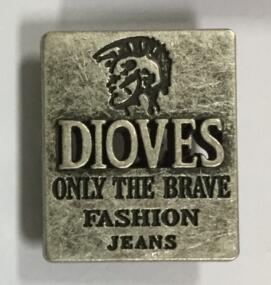 DIOVES
ONLY THE BRAVE
FASHION
JEANS